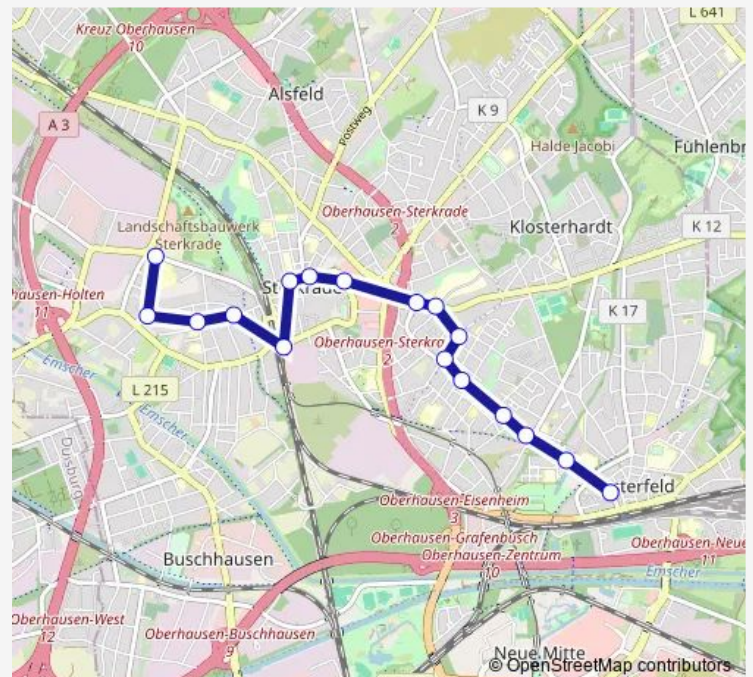 L 641
Kreuz Oberhausen
10
Alsfeld
K 9
A 3
Postweg
Halde Jacobi
Fühlenbr
Oberhausen-Sterkrade
2
Landschaftsbauwerk
Sterkrade
Klosterhardt
K 12
hausen-Holten
11
St rkrade
K 17
Oberhausen-Sterkra
2
Emscher
L 215
Emscher
Duisburg
sterfeld
Oberhausen-Eisenheim
3
Oberhausen-Grafenbusch
Oberhausen-Zentrum
10
Oberhausen-Neue
11
Emscher
Buschhausen
Oberhausen-West
12
Oberhausen-Buschhausen
9
Neue Mitte
© OpenStreetMap contributors